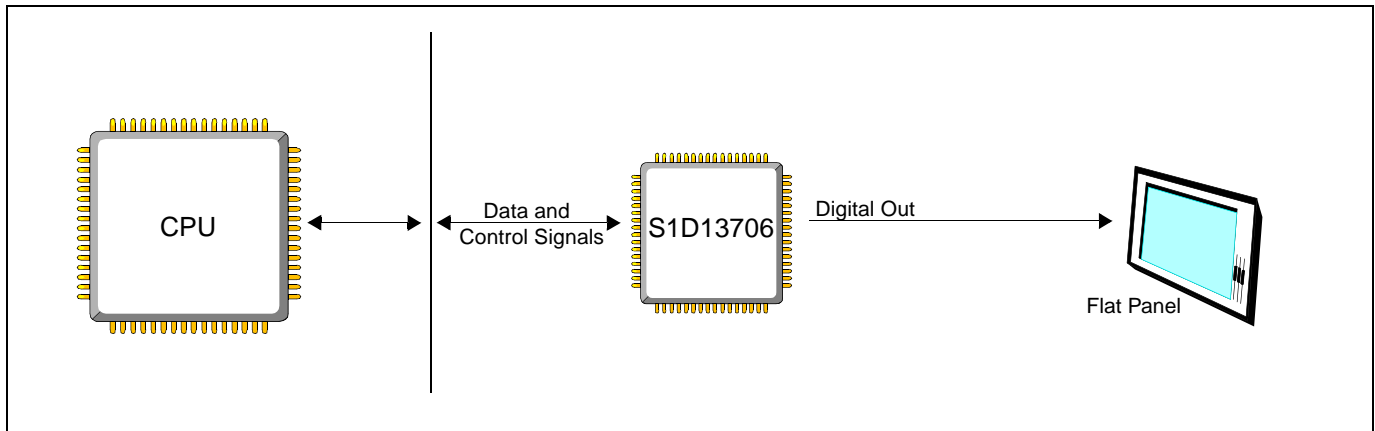 CPU
Data and
Control Signals
S1D13706
Digital Out
Flat Panel